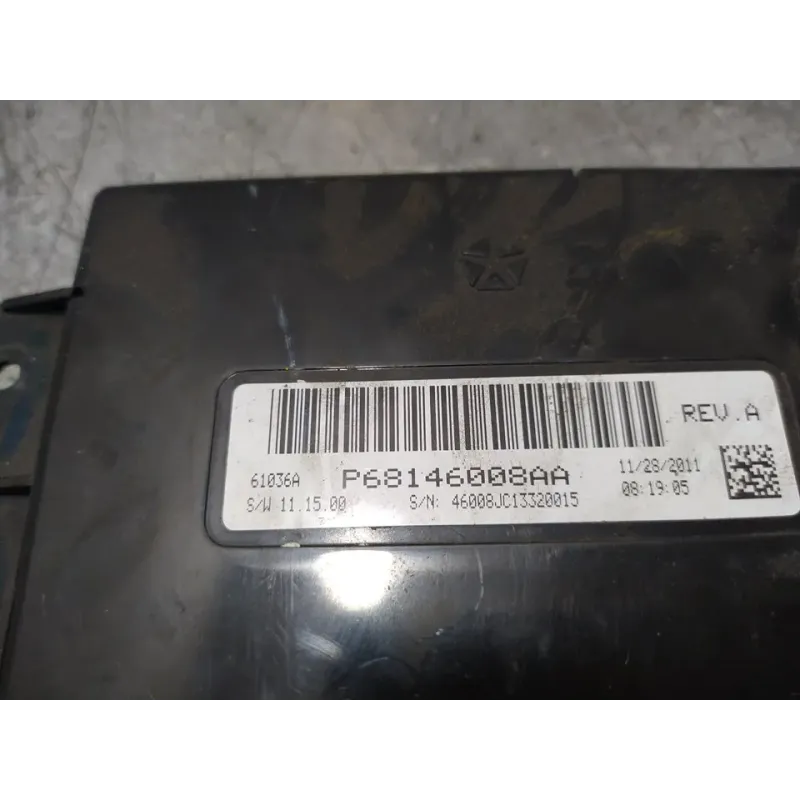 REV.A
61036A P68146008AA 11/28/2011
S/W 11.15.00 S/N: 46008JC13320015 08:19:05